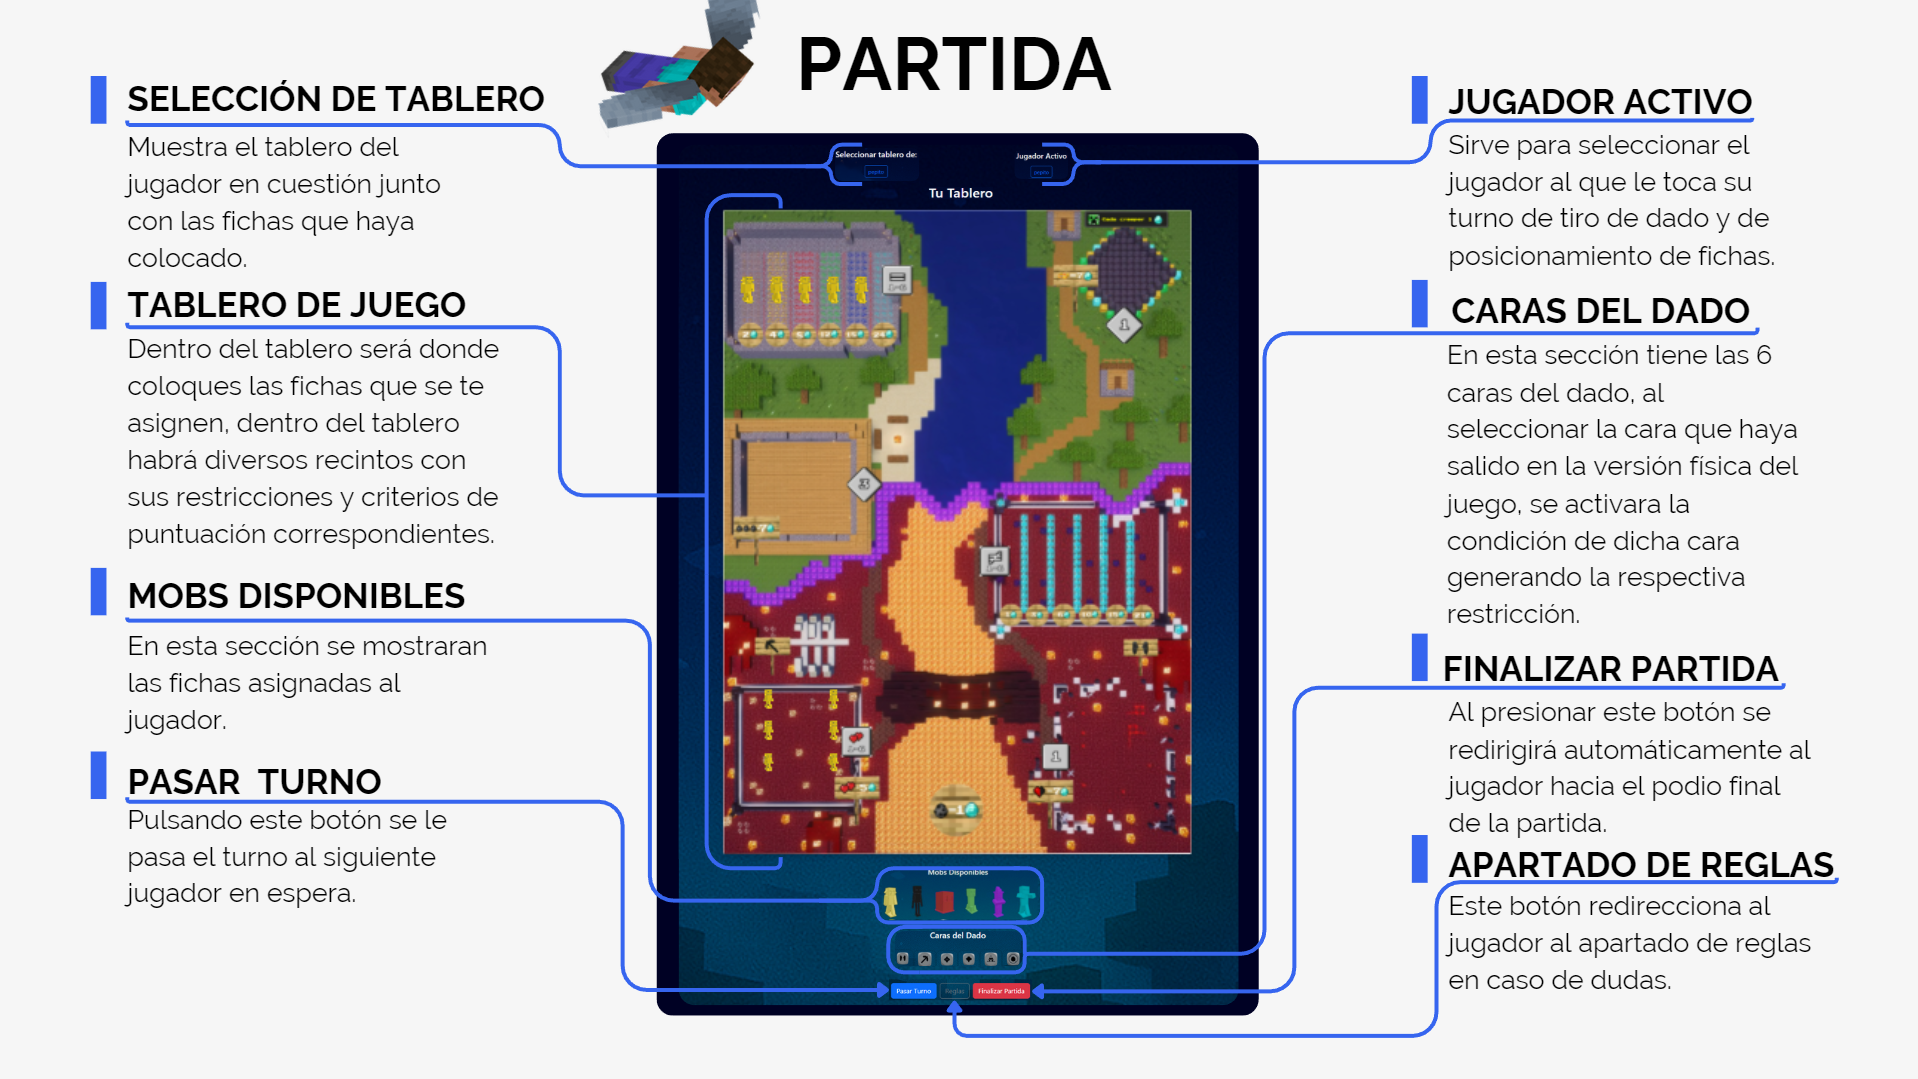 PARTIDA
SELECCIÓN DE TABLERO
Muestra el tablero del
jugador en cuestión junto
con las fichas que haya
colocado.
TABLERO DE JUEGO
Dentro del tablero será donde
coloques las fichas que se te
asignen, dentro del tablero
habrá diversos recintos con
sus restricciones y criterios de
puntuación correspondientes.
MOBS DISPONIBLES
En esta sección se mostraran
las fichas asignadas al
jugador.
PASAR  TURNO
Pulsando este botón se le
pasa el turno al siguiente
jugador en espera.
Seleccionar tablero de:
pepito
Jugador Activo
pepito
Tu Tablero
1
3
1
Mobs Disponibles
Caras del Dado
Pasar Turno
Reglas
Finalizar Partida
JUGADOR ACTIVO
Sirve para seleccionar el
jugador al que le toca su
turno de tiro de dado y de
posicionamiento de fichas.
CARAS DEL DADO
En esta sección tiene las 6
caras del dado, al
seleccionar la cara que haya
salido en la versión física del
juego, se activara la
condición de dicha cara
generando la respectiva
restricción.
FINALIZAR PARTIDA
Al presionar este botón se
redirigirá automáticamente al
jugador hacia el podio final
de la partida.
APARTADO DE REGLAS
Este botón redirecciona al
jugador al apartado de reglas
en caso de dudas.